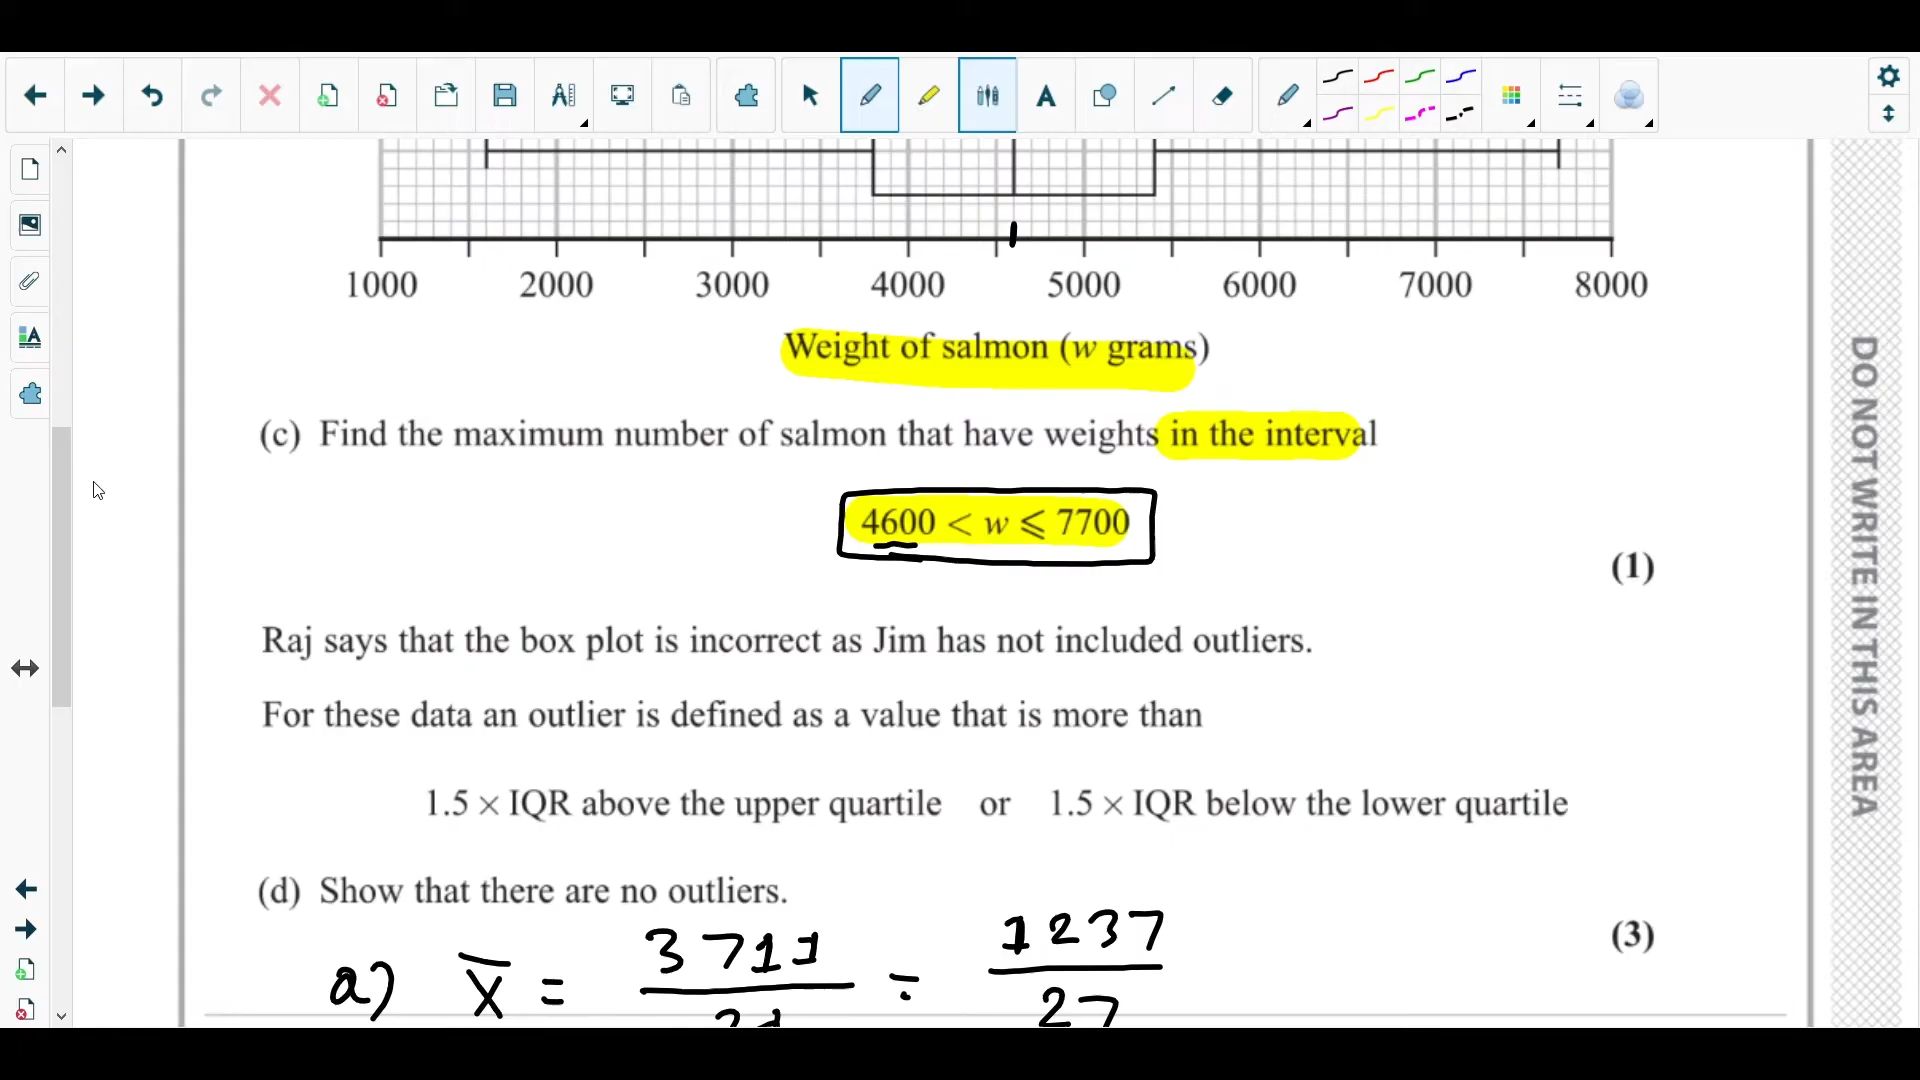 1000 2000 3000 4000 5000 6000 7000 8000
Weight of salmon (w grams)
(c) Find the maximum number of salmon that have weights in the interval
4600 < w ⩽ 7700
(1)
Raj says that the box plot is incorrect as Jim has not included outliers.
For these data an outlier is defined as a value that is more than
1.5 × IQR above the upper quartile or 1.5 × IQR below the lower quartile
(d) Show that there are no outliers.
(3)
a) x̄ = 3711 ÷ 1237
27
DO NOT WRITE IN THIS AREA